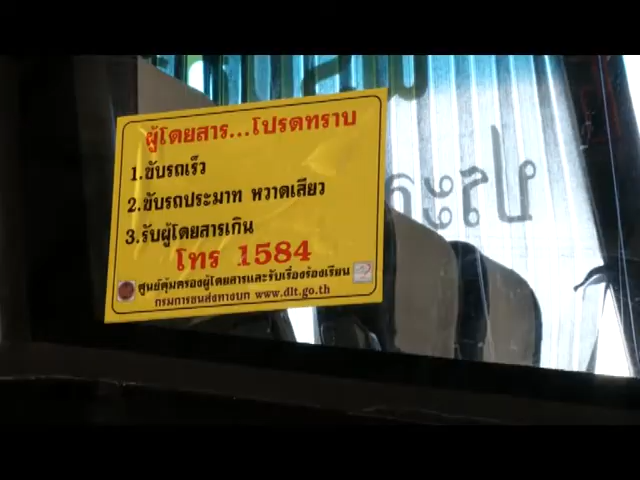 ผู้โดยสาร...โปรดทราบ
1.ขับรถเร็ว
2.ขับรถประมาท หวาดเสียว
3.รับผู้โดยสารเกิน
โทร 1584
ศูนย์คุ้มครองผู้โดยสารและรับเรื่องร้องเรียน
กรมการขนส่งทางบก www.dlt.go.th